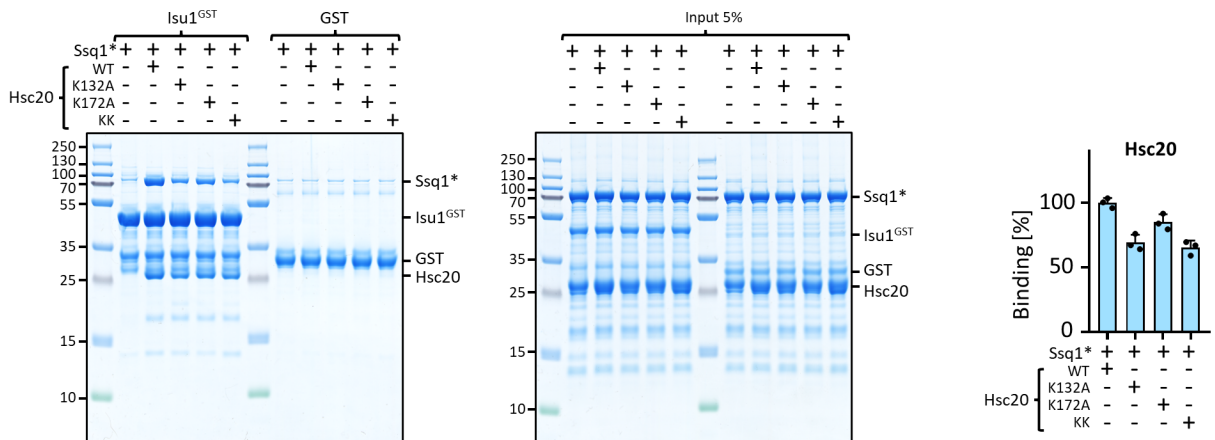 Isu1GST GST
Ssq1* + + + + + + + + + +
Hsc20
WT - + - - - - + - - -
K132A - - + - - - - + - -
K172A - - - + - - - - + -
KK - - - - + - - - - +
250
130
100
70
55
35
25
15
10
Ssq1*
Isu1GST
GST
Hsc20
Input 5%
+ + + + + + + + + +
- + - - - - + - - -
- - + - - - - + - -
- - - + - - - - + -
- - - - + - - - - +
250
130
100
70
55
35
25
15
10
Ssq1*
Isu1GST
GST
Hsc20
Hsc20
Binding [%]
100
50
0
Ssq1* + + + +
Hsc20
WT + - - -
K132A - + - -
K172A - - + -
KK - - - +